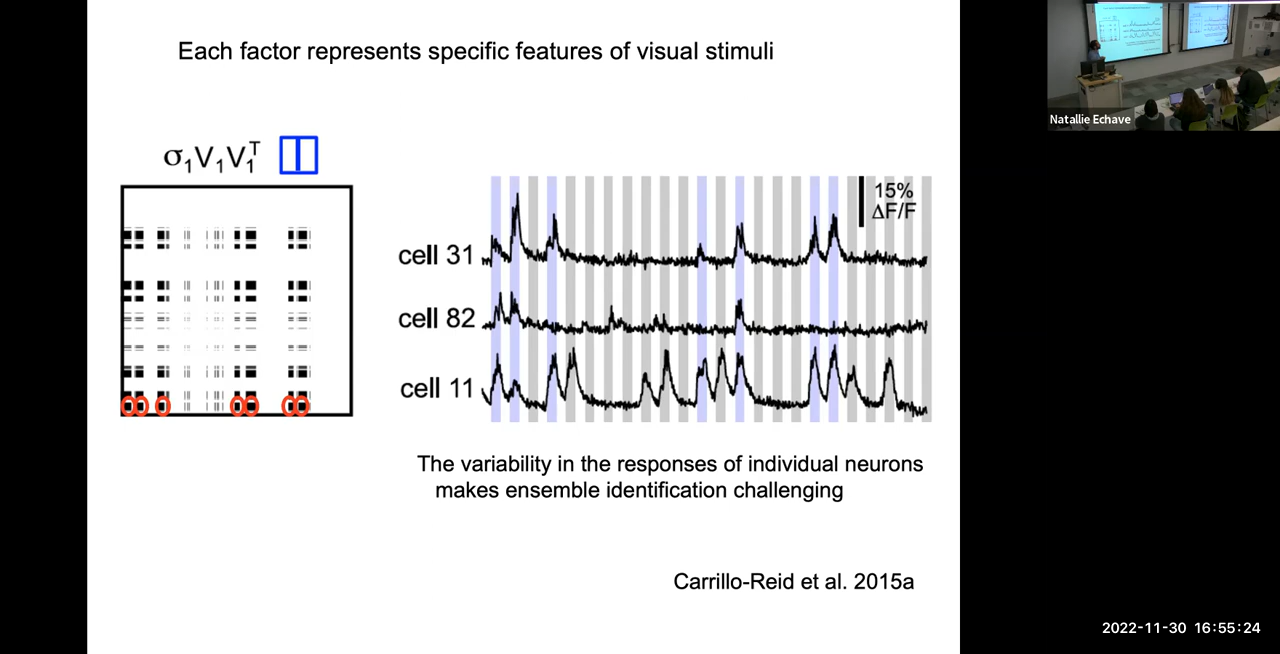 Each factor represents specific features of visual stimuli
σ₁V₁V₁ᵀ
15%
ΔF/F
cell 31
cell 82
cell 11
The variability in the responses of individual neurons
makes ensemble identification challenging
Carrillo-Reid et al. 2015a
Natallie Echave
2022-11-30 16:55:24